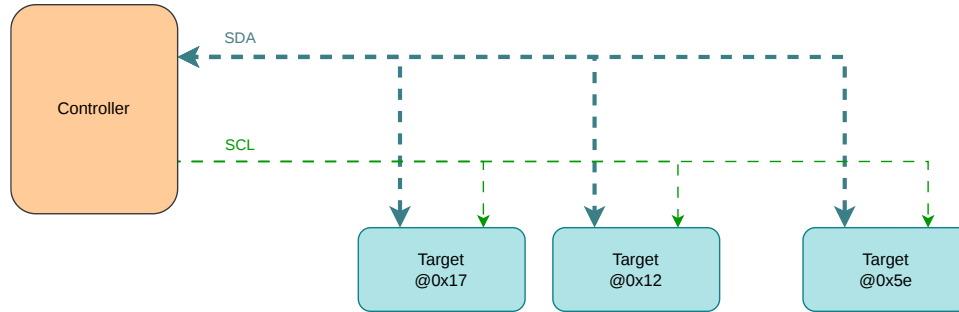 SDA
Controller
SCL
Target
@0x17
Target
@0x12
Target
@0x5e